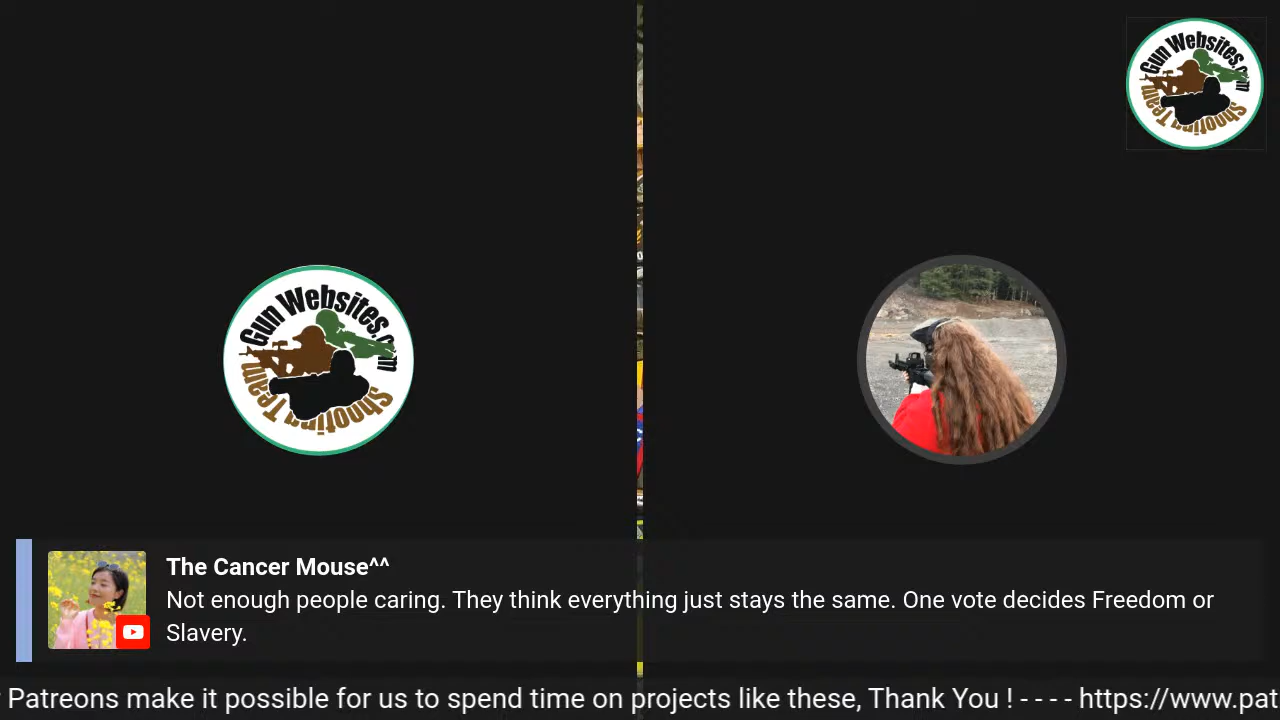 Gun Websites.com
Shooting Team
Gun Websites.com
Shooting Team
The Cancer Mouse^^
Not enough people caring. They think everything just stays the same. One vote decides Freedom or
Slavery.
Patreons make it possible for us to spend time on projects like these, Thank You ! - - - - https://www.pat